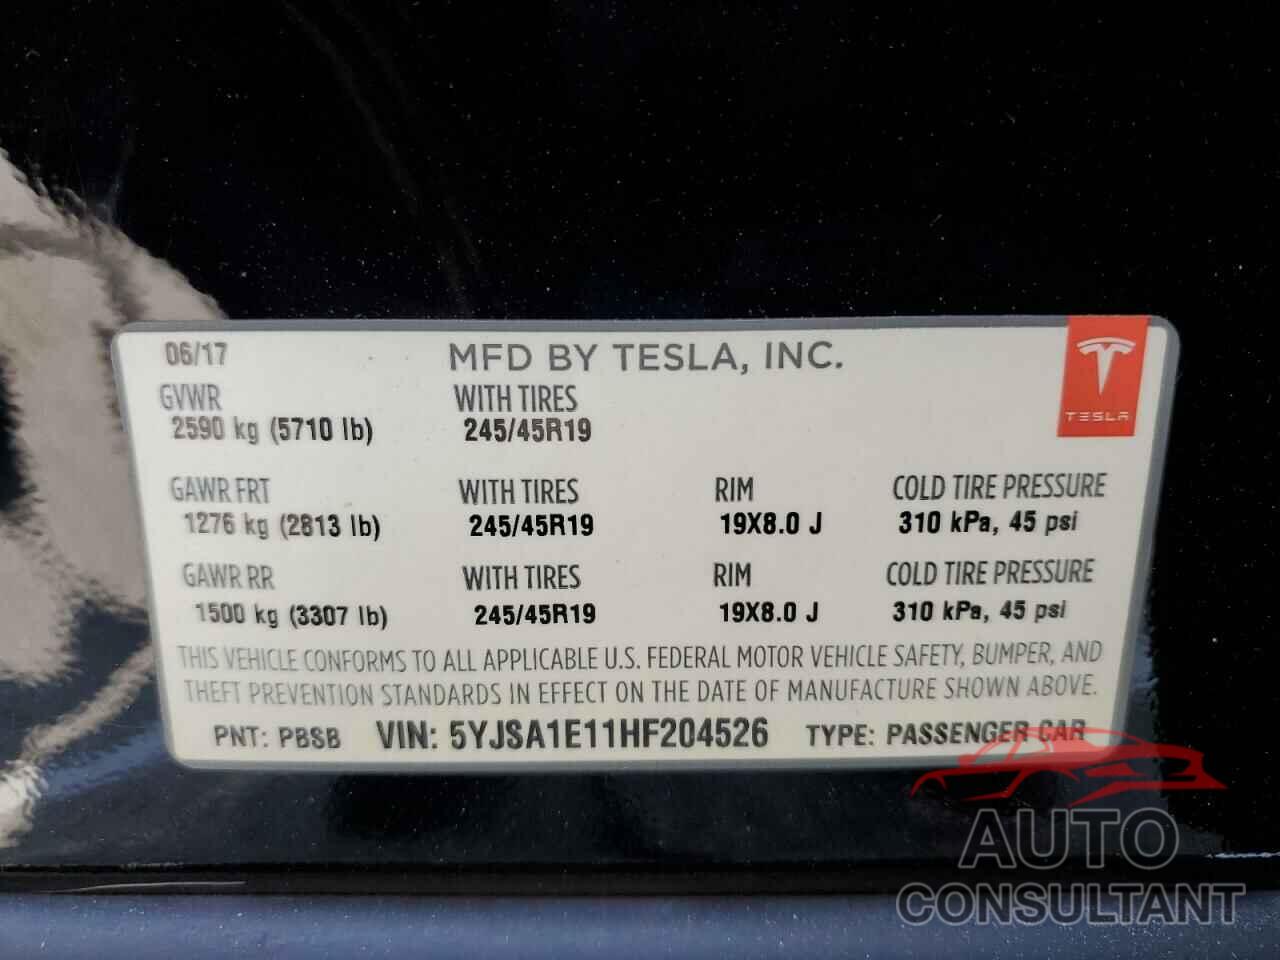 06/17 MFD BY TESLA, INC.
TESLA
GVWR WITH TIRES
2590 kg (5710 lb) 245/45R19
GAWR FRT WITH TIRES RIM COLD TIRE PRESSURE
1276 kg (2813 lb) 245/45R19 19X8.0 J 310 kPa, 45 psi
GAWR RR WITH TIRES RIM COLD TIRE PRESSURE
1500 kg (3307 lb) 245/45R19 19X8.0 J 310 kPa, 45 psi
THIS VEHICLE CONFORMS TO ALL APPLICABLE U.S. FEDERAL MOTOR VEHICLE SAFETY, BUMPER, AND
THEFT PREVENTION STANDARDS IN EFFECT ON THE DATE OF MANUFACTURE SHOWN ABOVE.
PNT: PBSB VIN: 5YJSA1E11HF204526 TYPE: PASSENGER CAR
AUTO
CONSULTANT